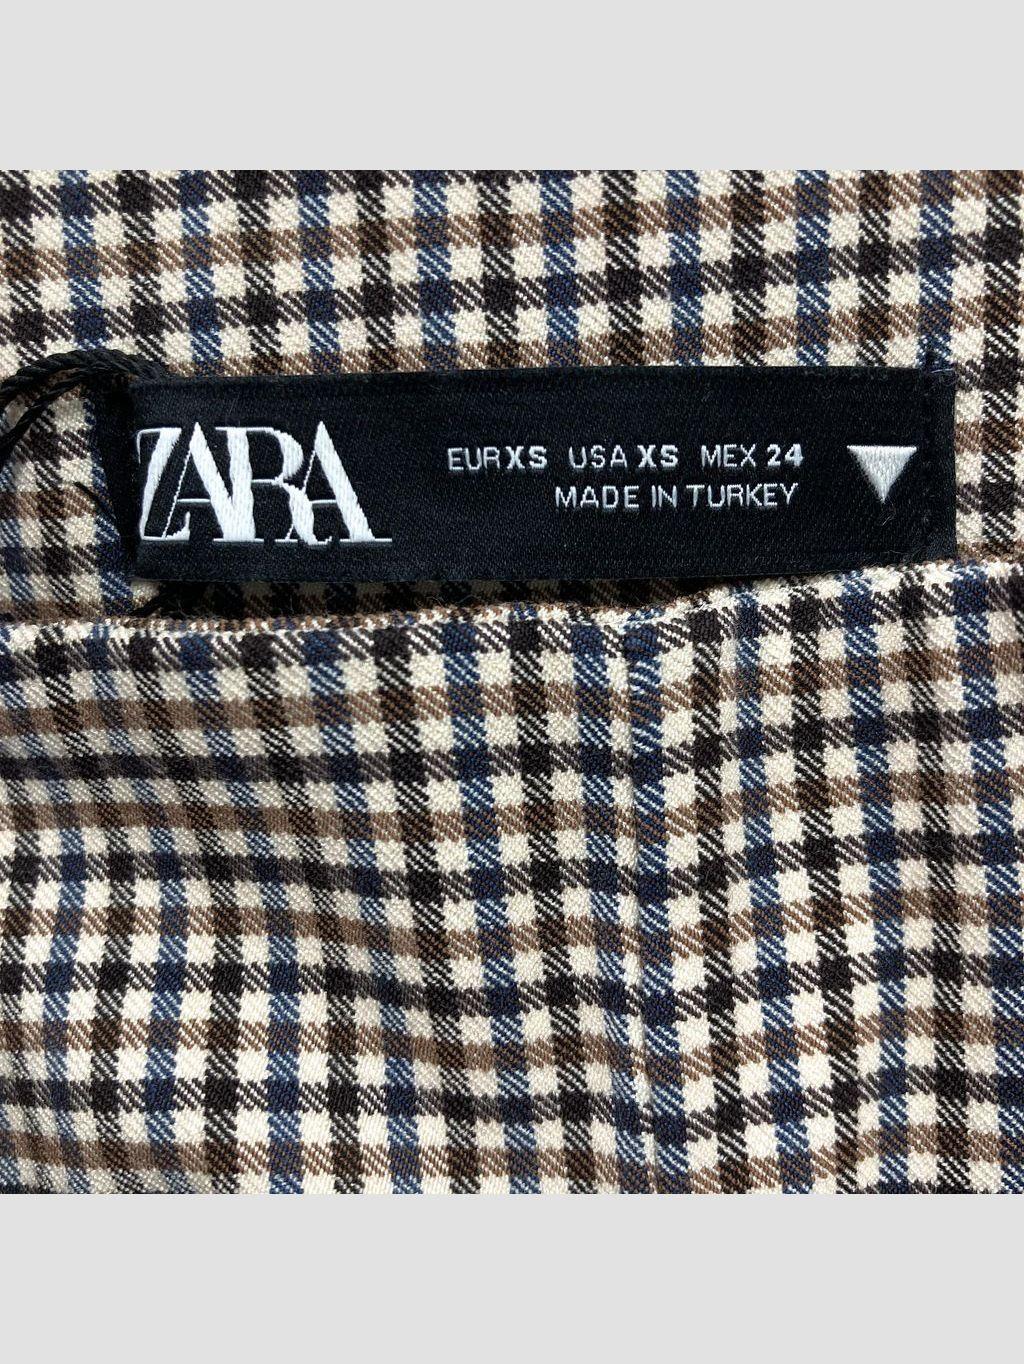 ZARA
EUR XS USA XS MEX 24
MADE IN TURKEY